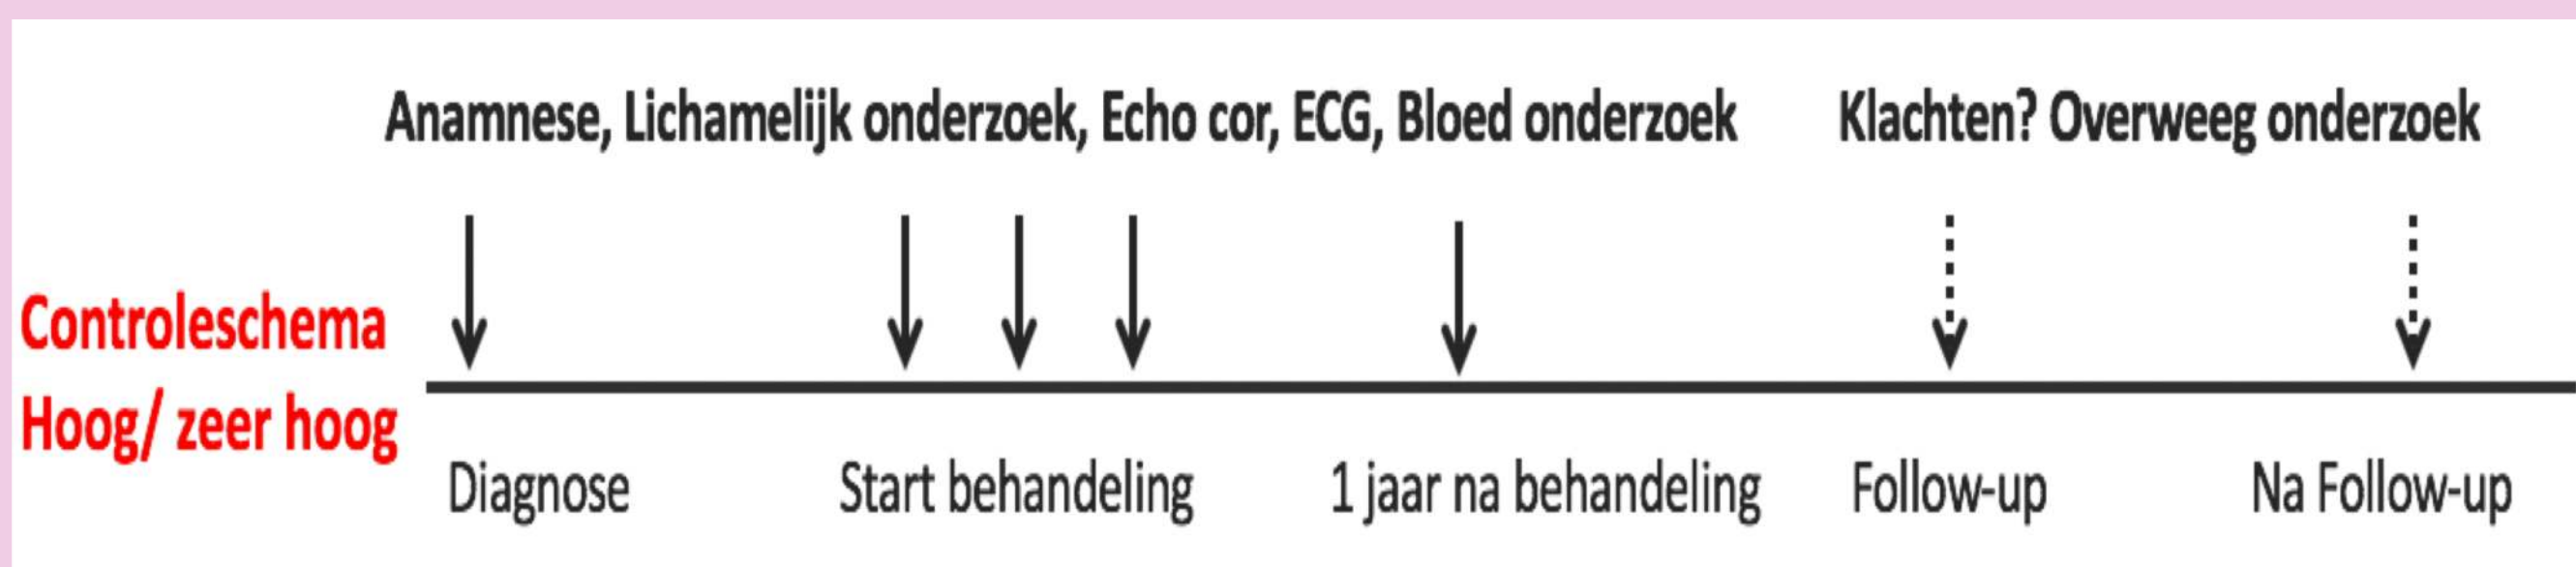 Anamnese, Lichamelijk onderzoek, Echo cor, ECG, Bloed onderzoek
Klachten? Overweeg onderzoek
Controleschema
Hoog/ zeer hoog
Diagnose
Start behandeling
1 jaar na behandeling
Follow-up
Na Follow-up